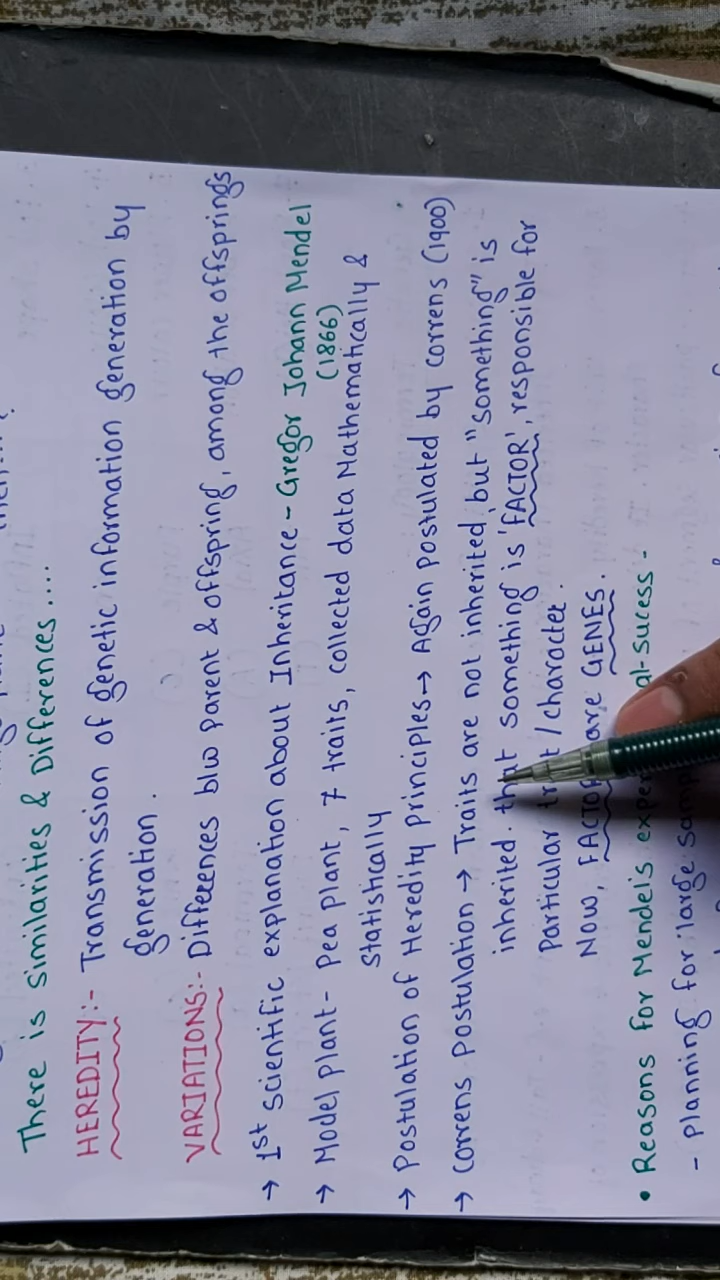 There is similarities & Differences....
HEREDITY:- Transmission of genetic information generation by
generation.
VARIATIONS:- Differences b/w parent & offspring, among the offsprings
→ 1st scientific explanation about Inheritance - Gregor Johann Mendel
(1866)
→ Model plant- Pea plant, 7 traits, collected data Mathematically &
Statistically
→ Postulation of Heredity principles → Again Postulated by correns (1900)
→ Correns Postulation → Traits are not inherited, but "something" is
inherited. that something is 'FACTOR', responsible for
Particular /character.
Now, are GENES.
• Reasons for Mendel's al-sucess -
- Planning for large